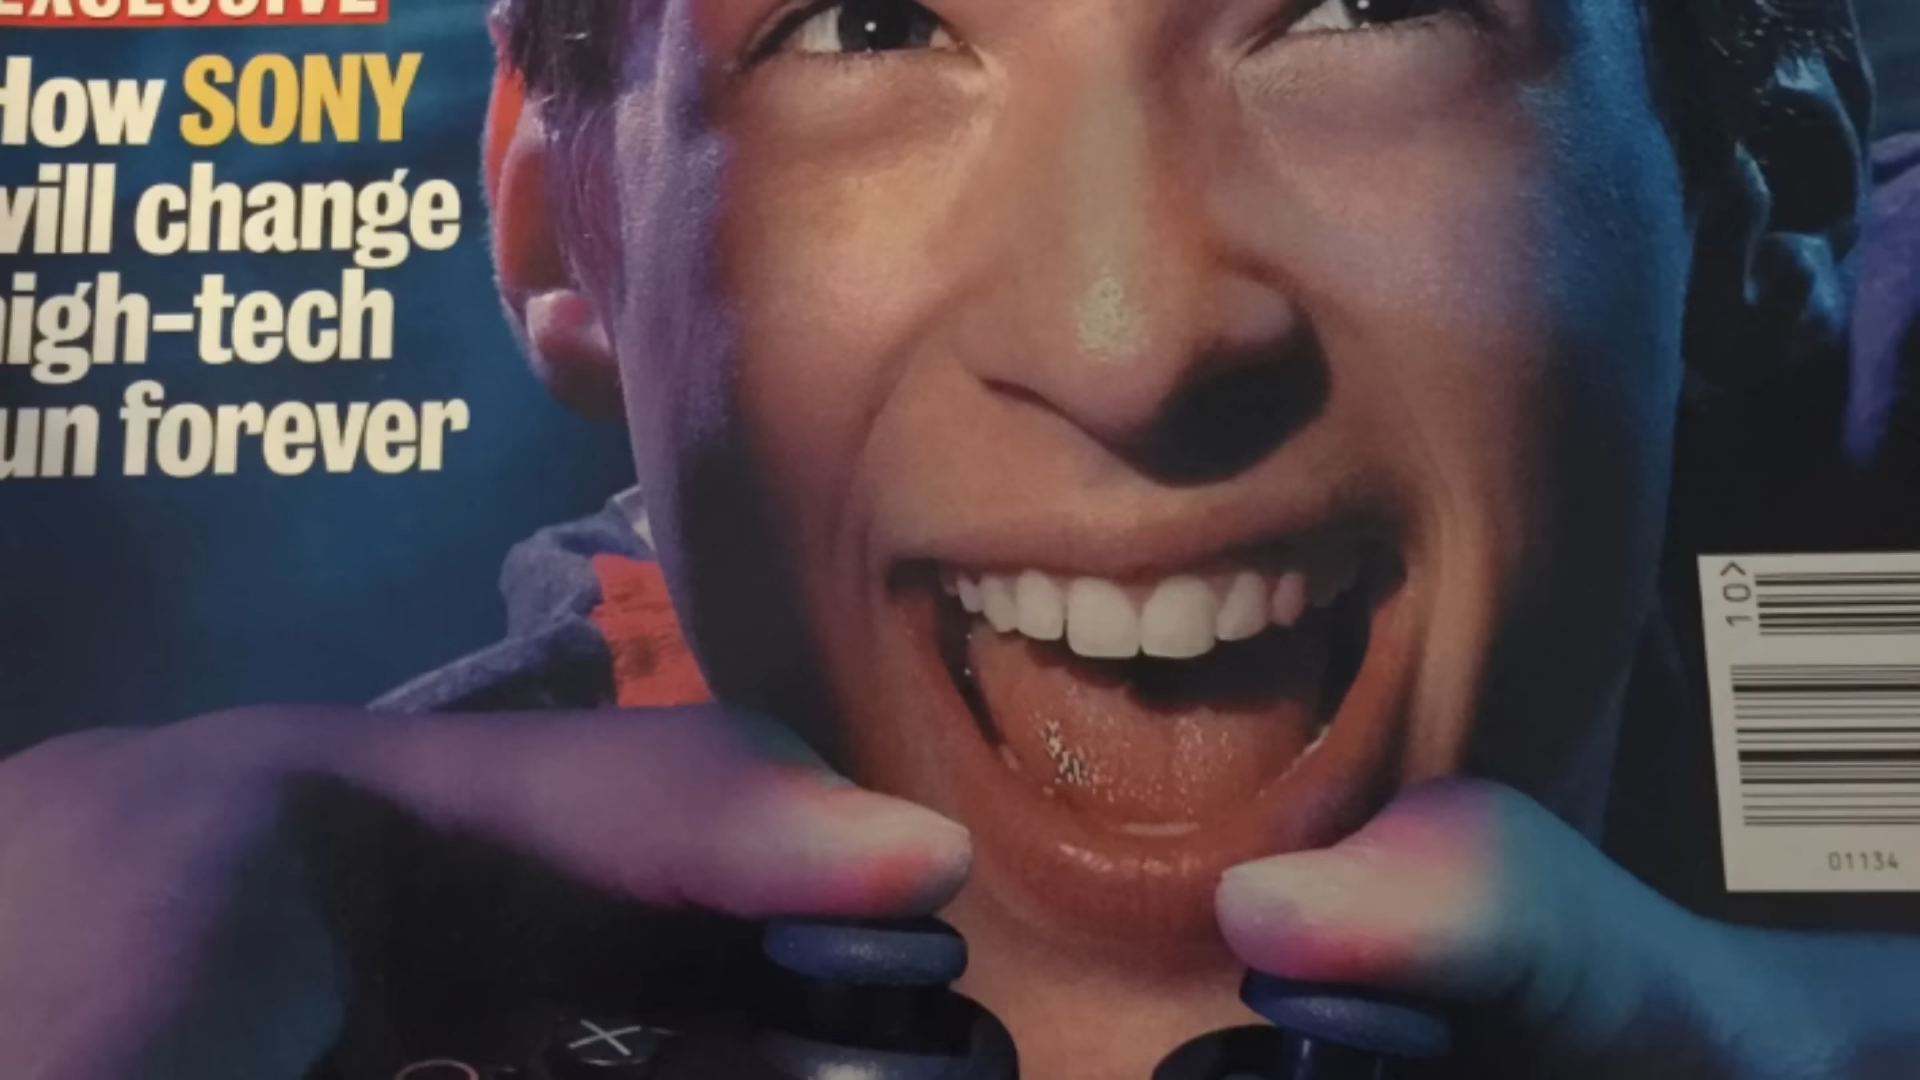 EXCLUSIVE
How SONY
will change
high-tech
fun forever
10>
01134